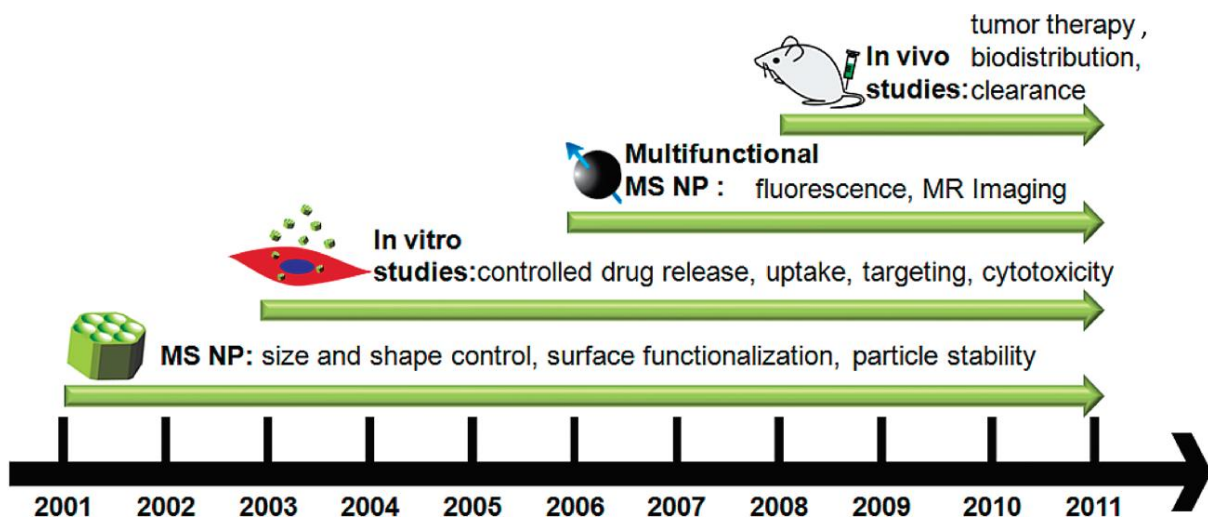 tumor therapy ,
In vivo biodistribution,
studies: clearance
Multifunctional
MS NP : fluorescence, MR Imaging
In vitro
studies: controlled drug release, uptake, targeting, cytotoxicity
MS NP: size and shape control, surface functionalization, particle stability
2001 2002 2003 2004 2005 2006 2007 2008 2009 2010 2011